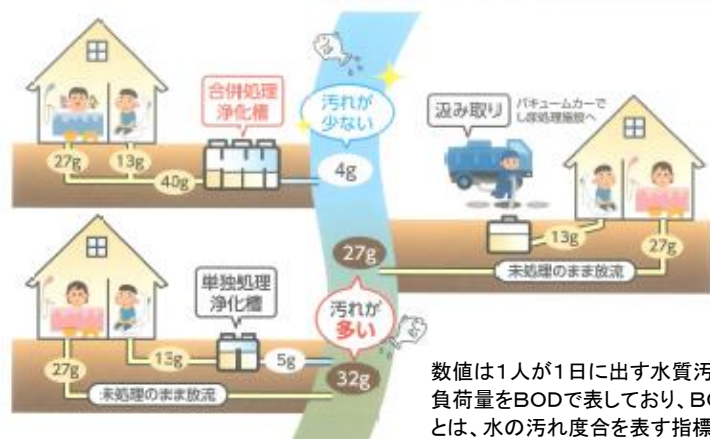 合併処理
浄化槽
27g
13g
40g
汚れが
少ない
4g
汲み取り
バキュームカーで
し尿処理施設へ
13g
27g
未処理のまま放流
27g
単独処理
浄化槽
汚れが
多い
27g
13g
5g
未処理のまま放流
32g
数値は1人が1日に出す水質汚
負荷量をBODで表しており、BO
とは、水の汚れ度合を表す指標